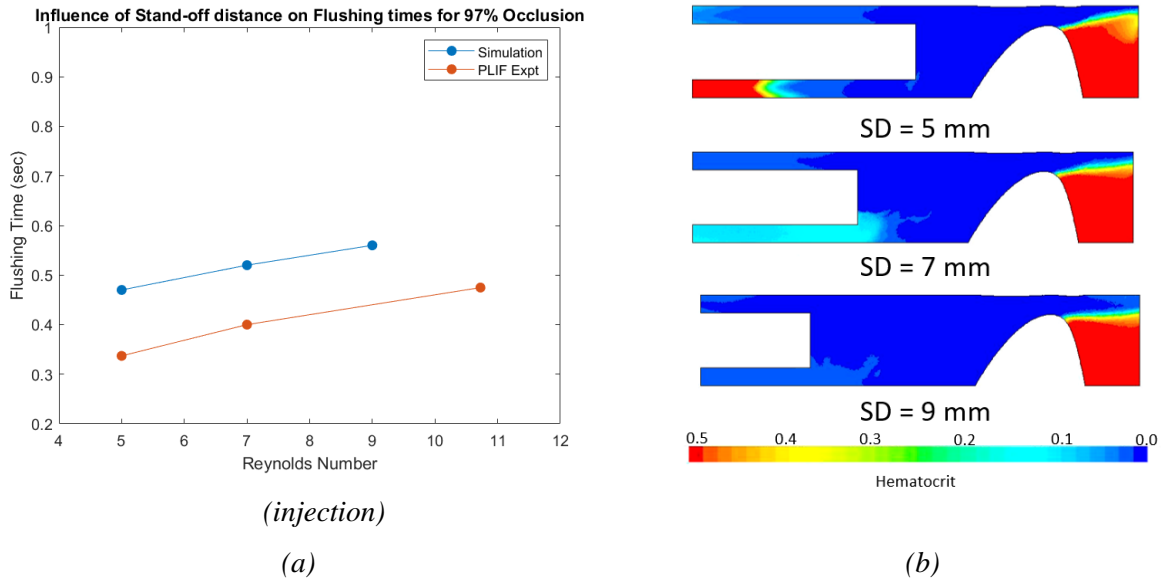 Influence of Stand-off distance on Flushing times for 97% Occlusion
Simulation
PLIF Expt
Flushing Time (sec)
1
0.9
0.8
0.7
0.6
0.5
0.4
0.3
0.2
4 5 6 7 8 9 10 11 12
Reynolds Number
(injection)
(a)
SD = 5 mm
SD = 7 mm
SD = 9 mm
0.5 0.4 0.3 0.2 0.1 0.0
Hematocrit
(b)